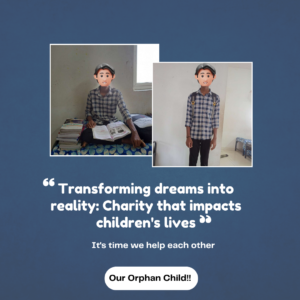 “ Transforming dreams into
reality: Charity that impacts
children's lives ”
It's time we help each other
Our Orphan Child!!